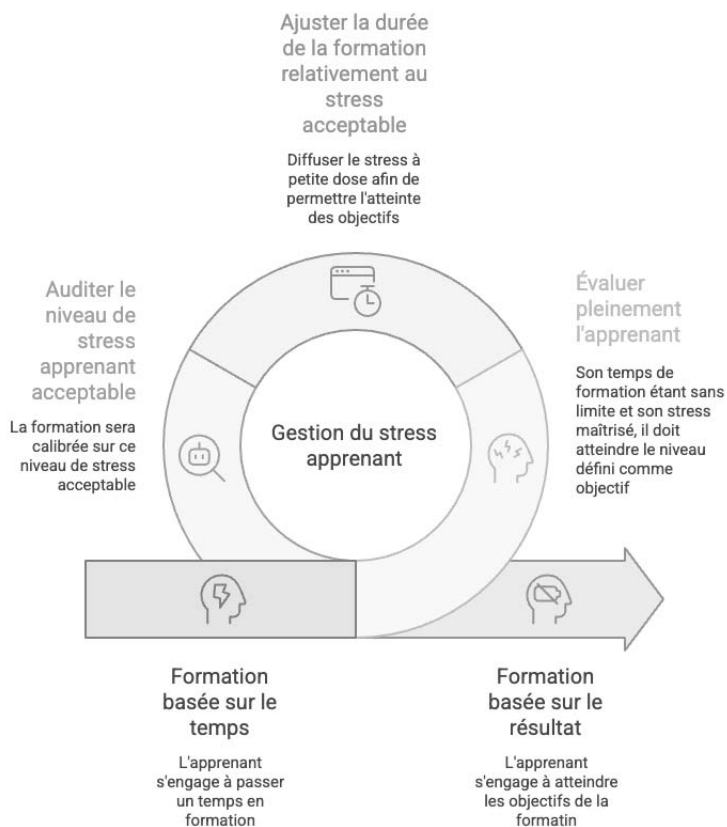 Ajuster la durée
de la formation
relativement au
stress
acceptable
Diffuser le stress à
petite dose afin de
permettre l'atteinte
des objectifs
Auditer le
niveau de
stress
apprenant
acceptable
La formation sera
calibrée sur ce
niveau de stress
acceptable
Gestion du stress
apprenant
Évaluer
pleinement
l'apprenant
Son temps de
formation étant sans
limite et son stress
maîtrisé, il doit
atteindre le niveau
défini comme
objectif
Formation
basée sur le
temps
L'apprenant
s'engage à passer
un temps en
formation
Formation
basée sur le
résultat
L'apprenant
s'engage à atteindre
les objectifs de la
formatin